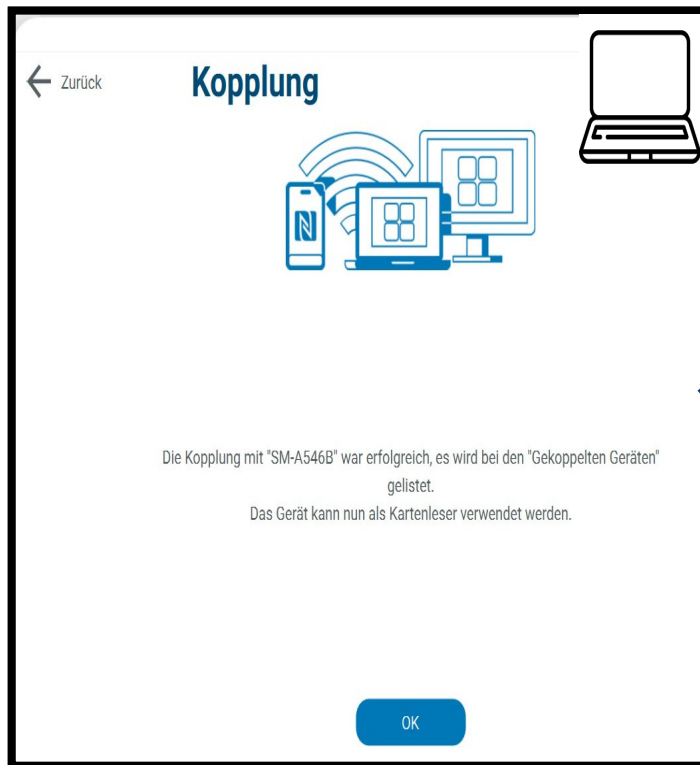 Zurück
Kopplung
Die Kopplung mit "SM-A546B" war erfolgreich, es wird bei den "Gekoppelten Geräten"
gelistet.
Das Gerät kann nun als Kartenleser verwendet werden.
OK